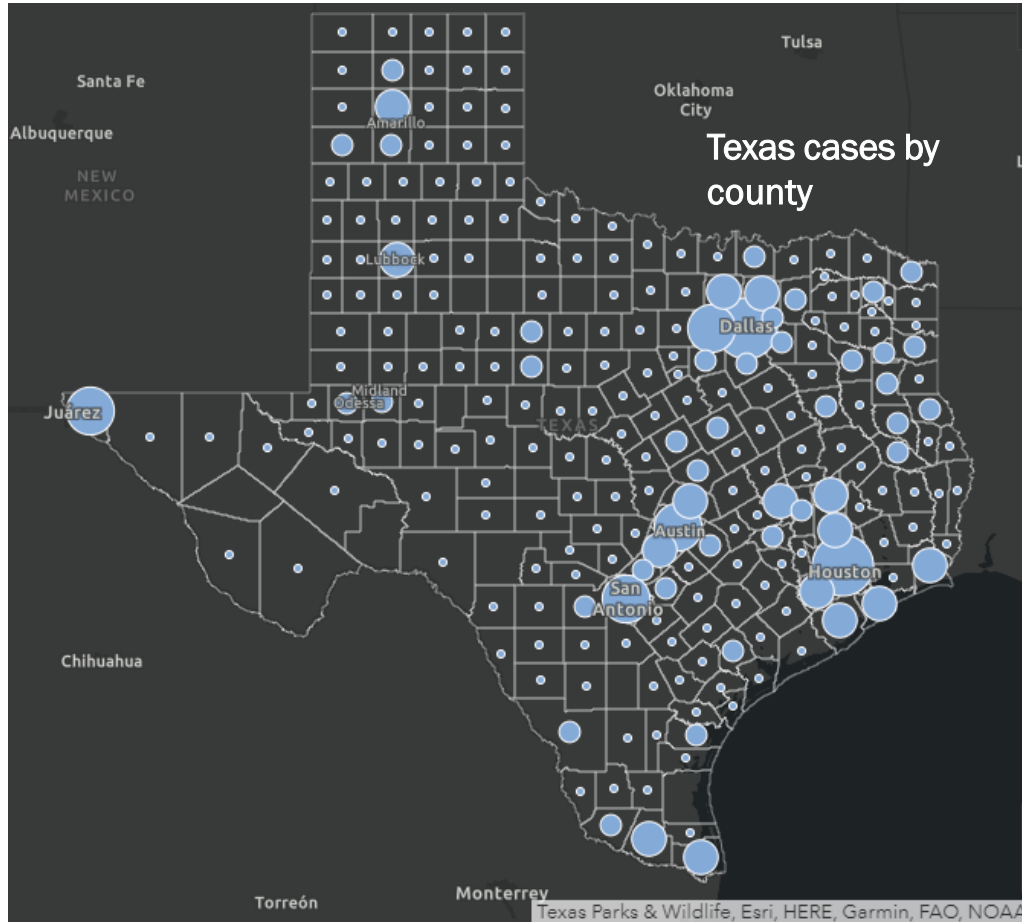 Tulsa
Santa Fe
Oklahoma
City
Albuquerque
Amarillo
Texas cases by
county
L
NEW
MEXICO
Lubbock
Dallas
Midland
Odessa
Juárez
TEXAS
Austin
Houston
San
Antonio
Chihuahua
Monterrey
Torreón
Texas Parks & Wildlife, Esri, HERE, Garmin, FAO, NOAA